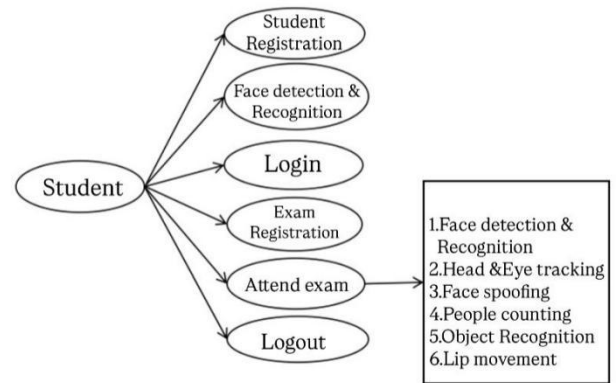 Student
Registration
Face detection &
Recognition
Login
Student
Exam
Registration
Attend exam
Logout
1.Face detection &
Recognition
2.Head &Eye tracking
3.Face spoofing
4.People counting
5.Object Recognition
6.Lip movement